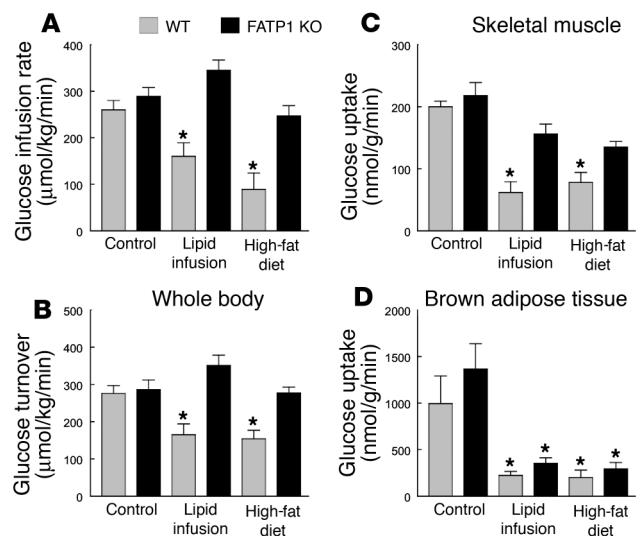 A
WT
FATP1 KO
Glucose infusion rate
(µmol/kg/min)
400
300
200
100
0
*
*
Control
Lipid
infusion
High-fat
diet
C
Skeletal muscle
Glucose uptake
(nmol/g/min)
300
200
100
0
*
*
Control
Lipid
infusion
High-fat
diet
B
Whole body
Glucose turnover
(µmol/kg/min)
500
400
300
200
100
0
*
*
Control
Lipid
infusion
High-fat
diet
D
Brown adipose tissue
Glucose uptake
(nmol/g/min)
2000
1500
1000
500
0
*
*
*
*
Control
Lipid
infusion
High-fat
diet